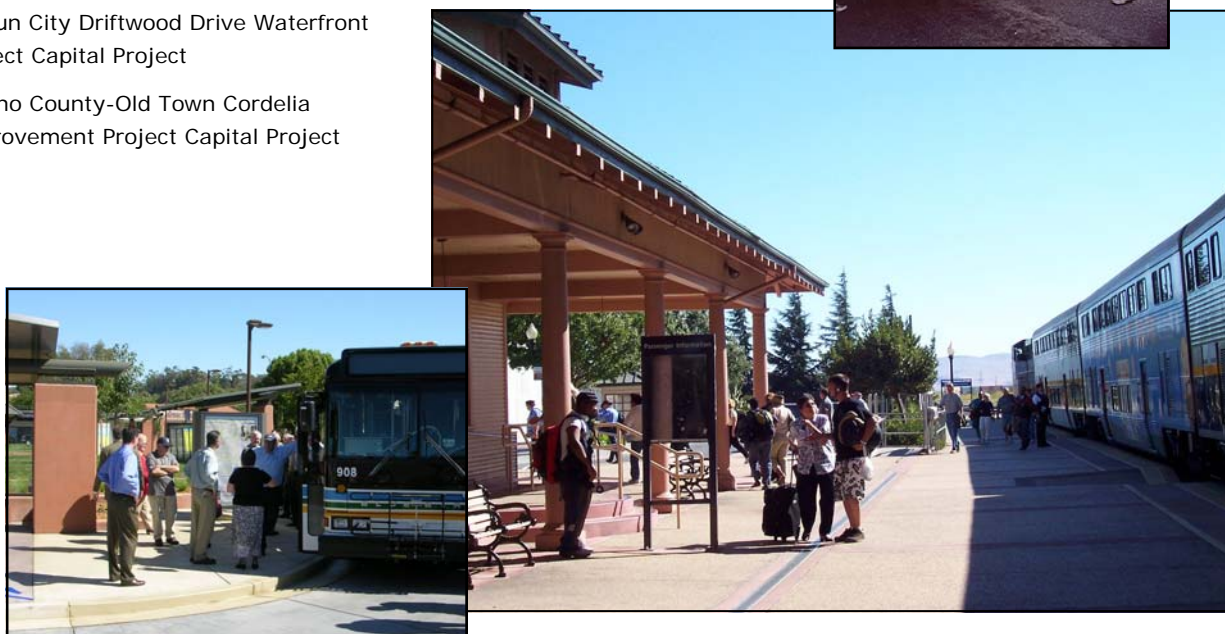 un City Driftwood Drive Waterfront
ect Capital Project
no County-Old Town Cordelia
rovement Project Capital Project
Passenger Information
908